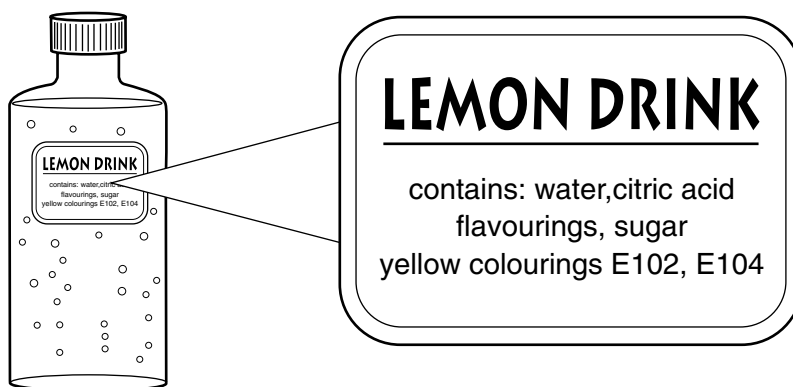 LEMON DRINK
contains: water,citric acid
flavourings, sugar
yellow colourings E102, E104
LEMON DRINK
contains: water,citric a
flavourings, sugar
yellow colourings E102, E104